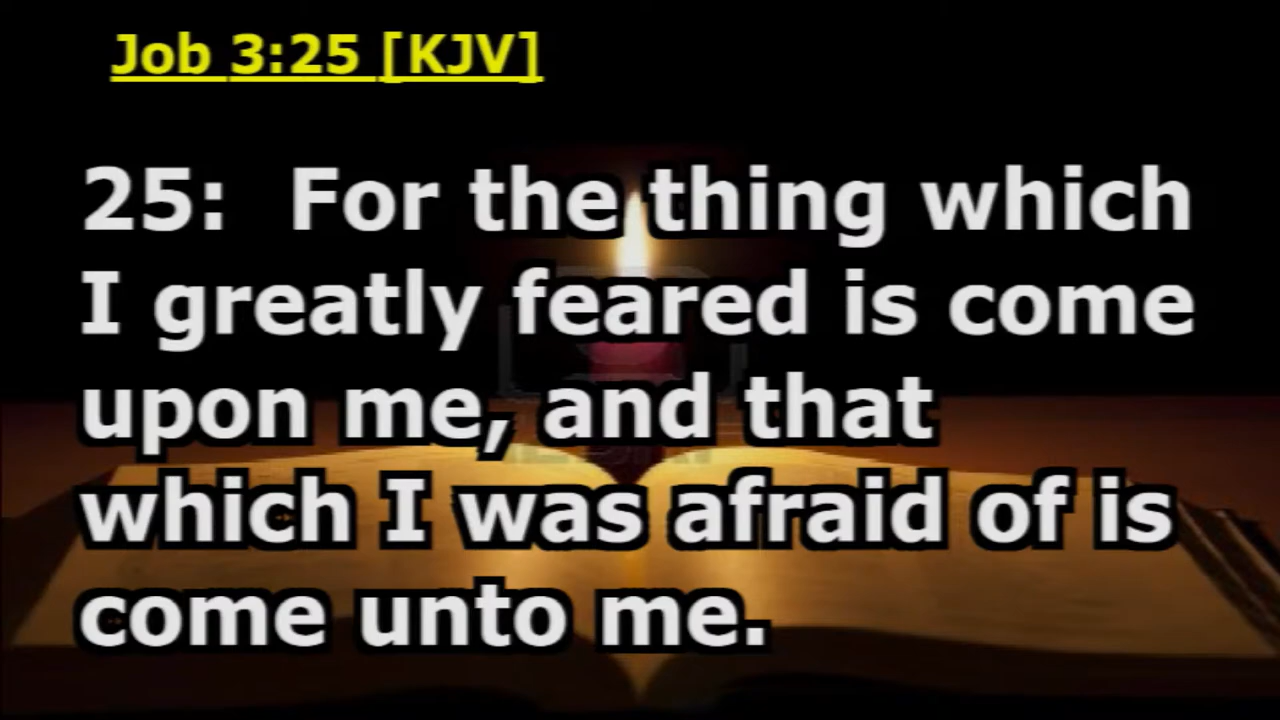 Job 3:25 [KJV]
25: For the thing which
I greatly feared is come
upon me, and that
which I was afraid of is
come unto me.